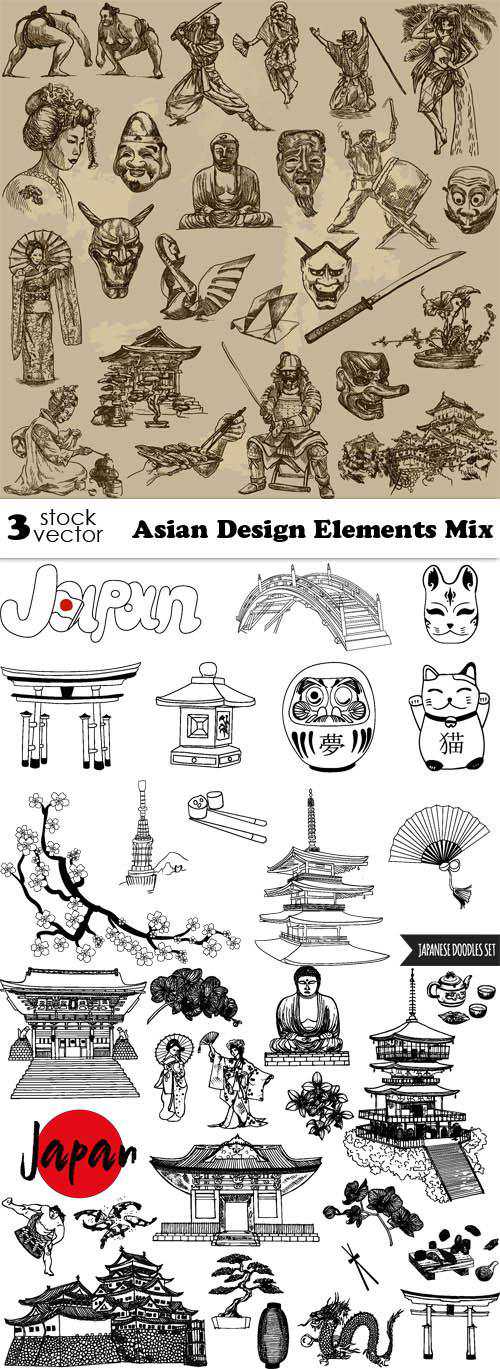 3 stock vector
Asian Design Elements Mix
Japan
夢
猫
JAPANESE DOODLES SET
Japan